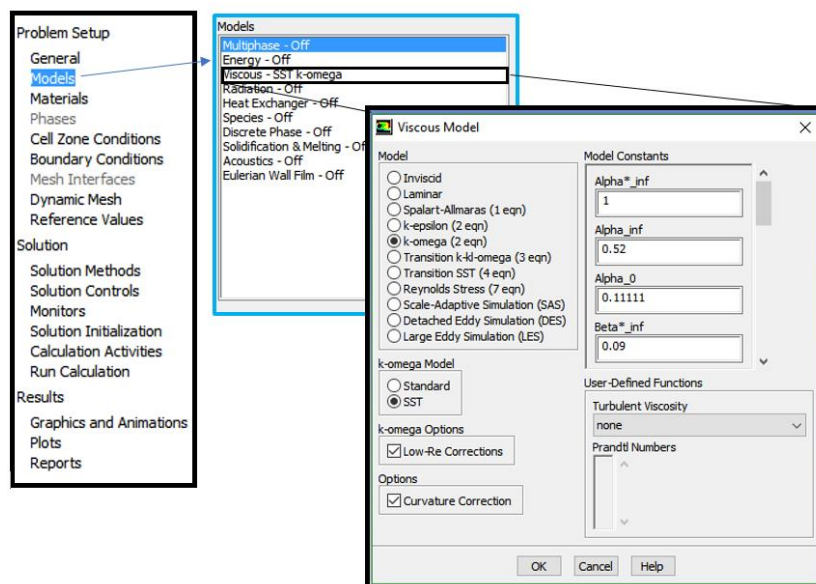 Problem Setup
General
Models
Materials
Phases
Cell Zone Conditions
Boundary Conditions
Mesh Interfaces
Dynamic Mesh
Reference Values
Solution
Solution Methods
Solution Controls
Monitors
Solution Initialization
Calculation Activities
Run Calculation
Results
Graphics and Animations
Plots
Reports
Models
Multiphase - Off
Energy - Off
Viscous - SST k-omega
Radiation - Off
Heat Exchanger - Off
Species - Off
Discrete Phase - Off
Solidification & Melting - Of
Acoustics - Off
Eulerian Wall Film - Off
Viscous Model
Model
Inviscid
Laminar
Spalart-Allmaras (1 eqn)
k-epsilon (2 eqn)
k-omega (2 eqn)
Transition k-kl-omega (3 eqn)
Transition SST (4 eqn)
Reynolds Stress (7 eqn)
Scale-Adaptive Simulation (SAS)
Detached Eddy Simulation (DES)
Large Eddy Simulation (LES)
k-omega Model
Standard
SST
k-omega Options
Low-Re Corrections
Options
Curvature Correction
Model Constants
Alpha*_inf
1
Alpha_inf
0.52
Alpha_0
0.11111
Beta*_inf
0.09
User-Defined Functions
Turbulent Viscosity
none
Prandtl Numbers
OK Cancel Help